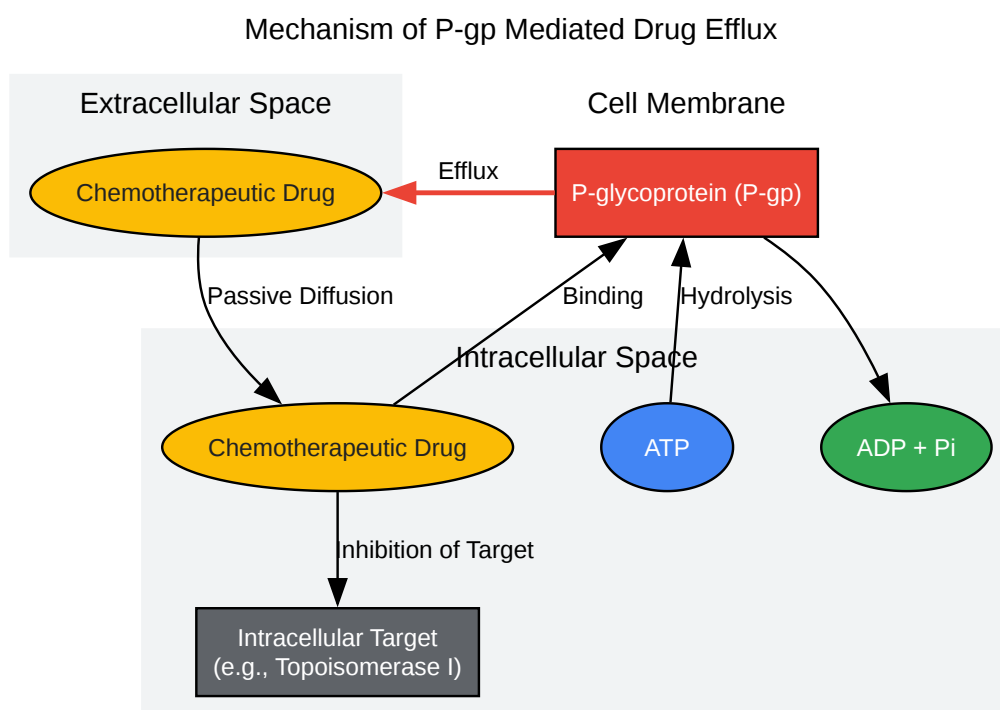 Mechanism of P-gp Mediated Drug Efflux
Extracellular Space
Cell Membrane
Chemotherapeutic Drug
Efflux
P-glycoprotein (P-gp)
Passive Diffusion
Binding
Hydrolysis
Intracellular Space
Chemotherapeutic Drug
ATP
ADP + Pi
Inhibition of Target
Intracellular Target
(e.g., Topoisomerase I)